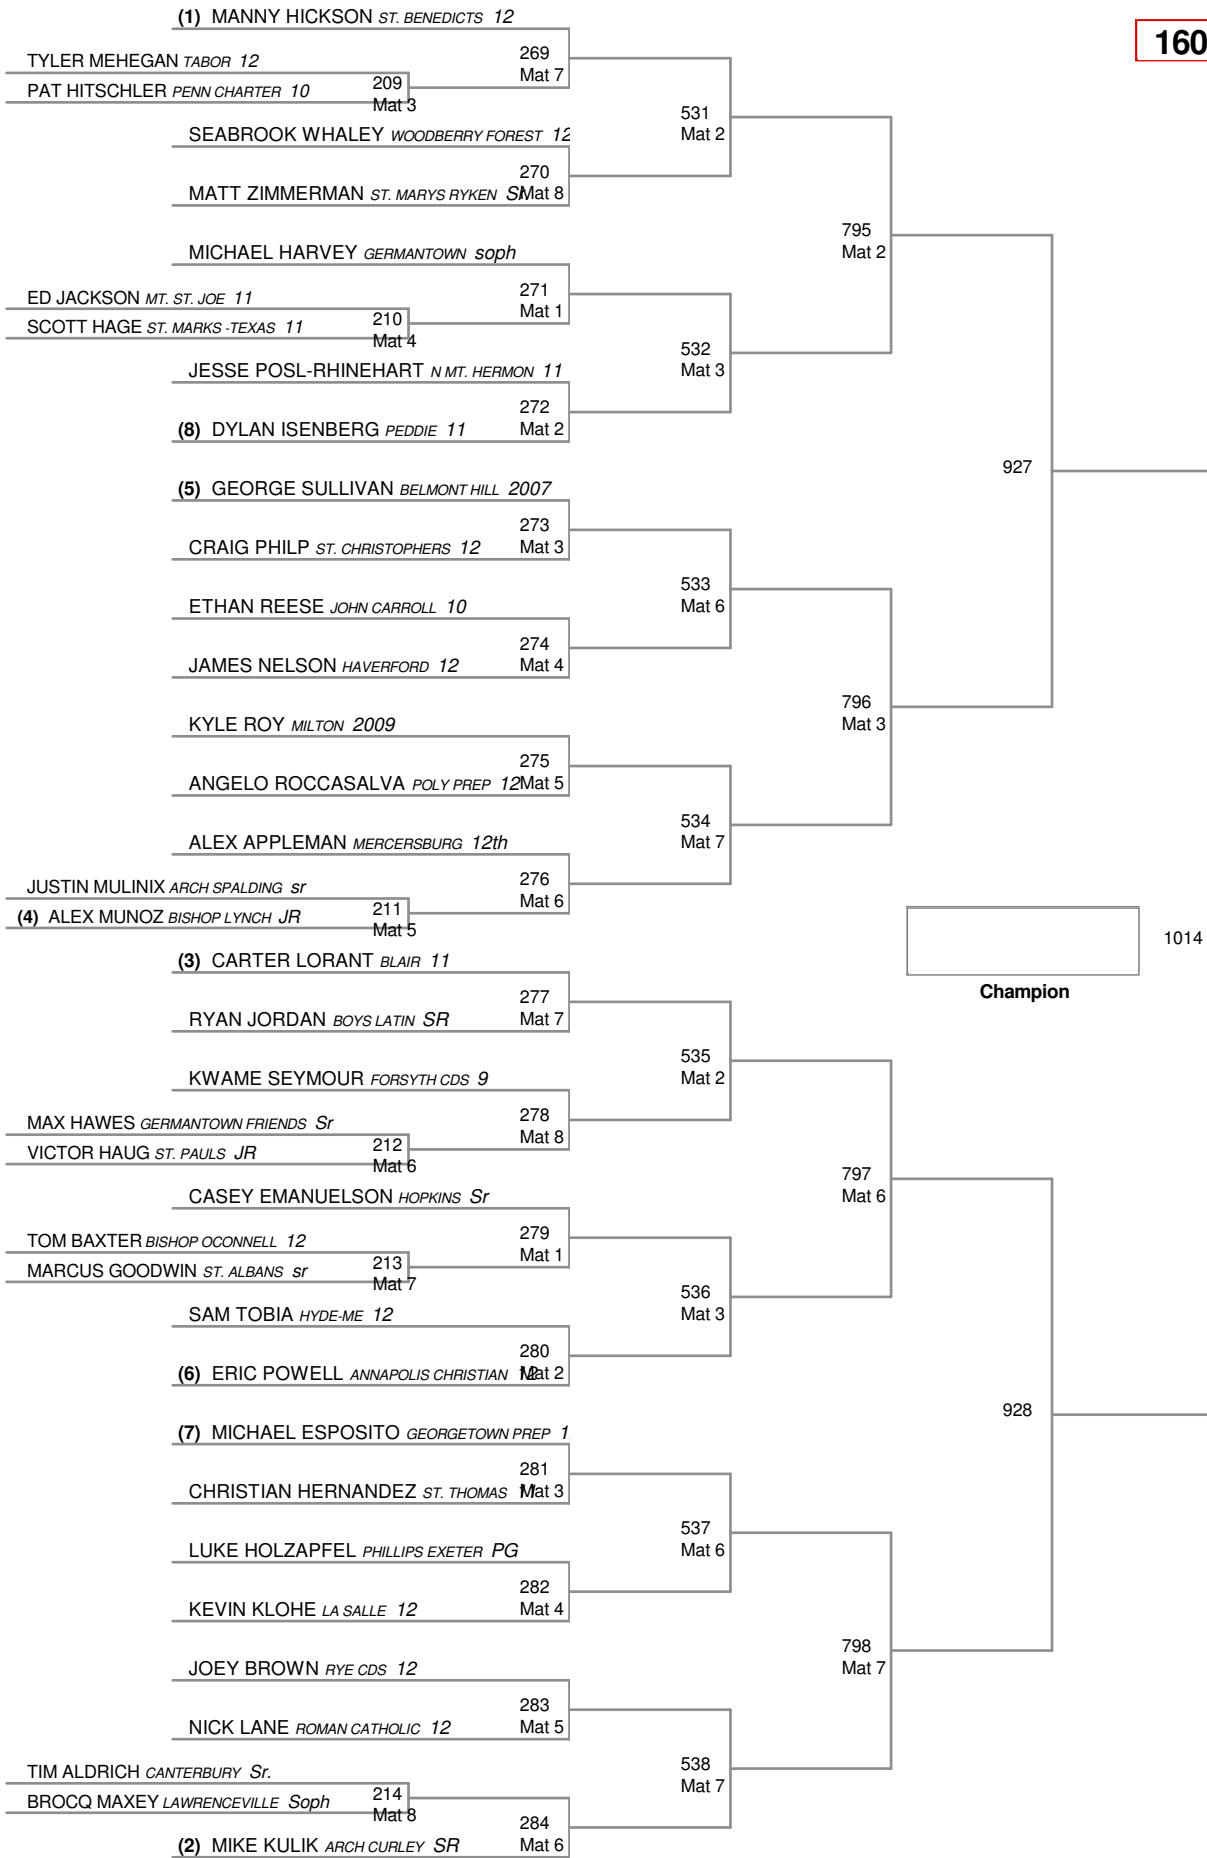 (1) MANNY HICKSON ST. BENEDICTS 12
160
269
TYLER MEHEGAN TABOR 12
Mat 7
209
PAT HITSCHLER PENN CHARTER 10
Mat 3
531
Mat 2
SEABROOK WHALEY WOODBERRY FOREST 12
270
MATT ZIMMERMAN ST. MARYS RYKEN Sr
Mat 8
795
Mat 2
MICHAEL HARVEY GERMANTOWN soph
271
ED JACKSON MT. ST. JOE 11
Mat 1
210
SCOTT HAGE ST. MARKS -TEXAS 11
Mat 4
532
Mat 3
JESSE POSL-RHINEHART N MT. HERMON 11
272
(8) DYLAN ISENBERG PEDDIE 11
Mat 2
927
(5) GEORGE SULLIVAN BELMONT HILL 2007
273
CRAIG PHILP ST. CHRISTOPHERS 12
Mat 3
533
Mat 6
ETHAN REESE JOHN CARROLL 10
274
JAMES NELSON HAVERFORD 12
Mat 4
796
Mat 3
KYLE ROY MILTON 2009
275
ANGELO ROCCASALVA POLY PREP 12
Mat 5
534
Mat 7
ALEX APPLEMAN MERCERSBURG 12th
276
JUSTIN MULINIX ARCH SPALDING sr
Mat 6
211
(4) ALEX MUNOZ BISHOP LYNCH JR
Mat 5
1014
Champion
(3) CARTER LORANT BLAIR 11
277
RYAN JORDAN BOYS LATIN SR
Mat 7
535
Mat 2
KWAME SEYMOUR FORSYTH CDS 9
278
MAX HAWES GERMANTOWN FRIENDS Sr
Mat 8
212
VICTOR HAUG ST. PAULS JR
Mat 6
797
Mat 6
CASEY EMANUELSON HOPKINS Sr
279
TOM BAXTER BISHOP OCONNELL 12
Mat 1
213
MARCUS GOODWIN ST. ALBANS sr
Mat 7
536
Mat 3
SAM TOBIA HYDE-ME 12
280
(6) ERIC POWELL ANNAPOLIS CHRISTIAN 12
Mat 2
928
(7) MICHAEL ESPOSITO GEORGETOWN PREP 1
281
CHRISTIAN HERNANDEZ ST. THOMAS 11
Mat 3
537
Mat 6
LUKE HOLZAPFEL PHILLIPS EXETER PG
282
KEVIN KLOHE LA SALLE 12
Mat 4
798
Mat 7
JOEY BROWN RYE CDS 12
283
NICK LANE ROMAN CATHOLIC 12
Mat 5
538
Mat 7
TIM ALDRICH CANTERBURY Sr.
214
BROCQ MAXEY LAWRENCEVILLE Soph
Mat 8
284
(2) MIKE KULIK ARCH CURLEY SR
Mat 6